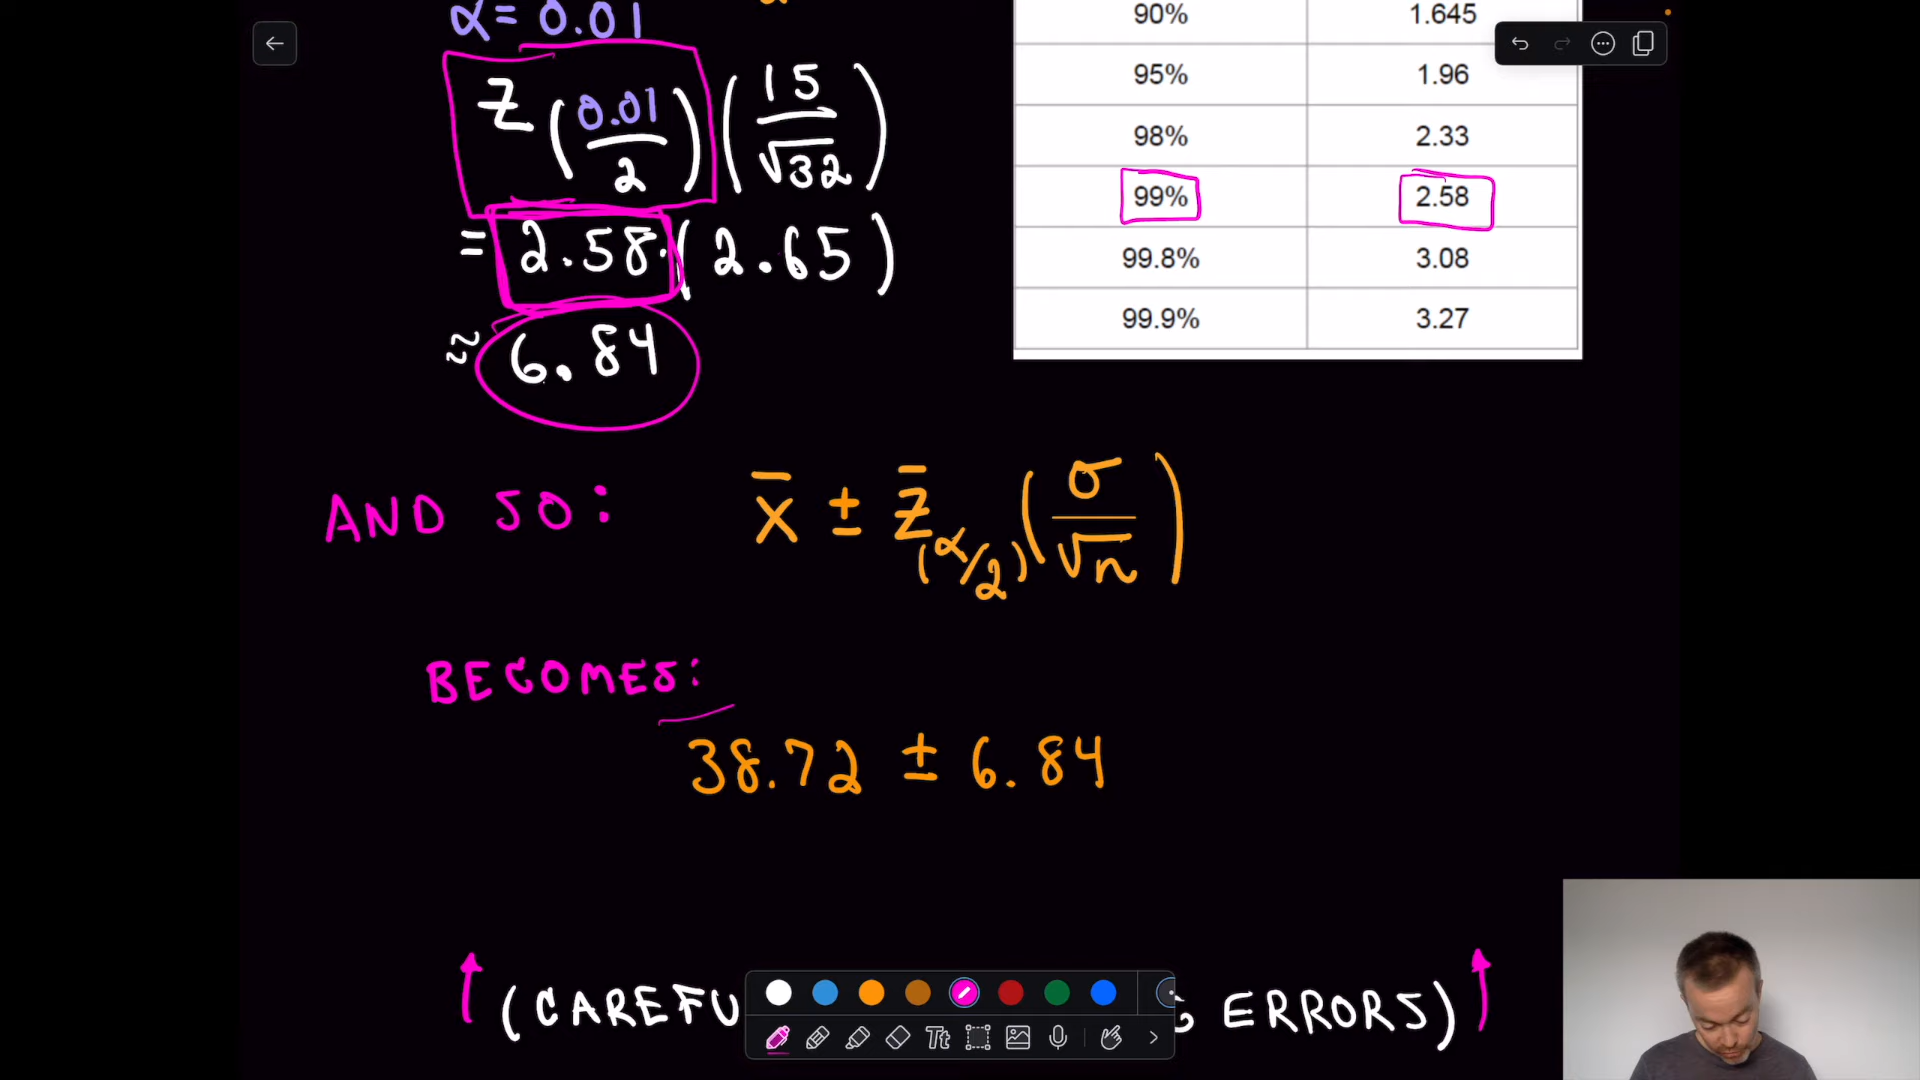 α = 0.01
Z(0.01/2) (15/√32)
= 2.58 · (2.65)
≈ 6.84
90% 1.645
95% 1.96
98% 2.33
99% 2.58
99.8% 3.08
99.9% 3.27
AND SO: x̄ ± z̄(α/2) (σ/√n)
BECOMES:
38.72 ± 6.84
(CAREFU ERRORS)
Tt